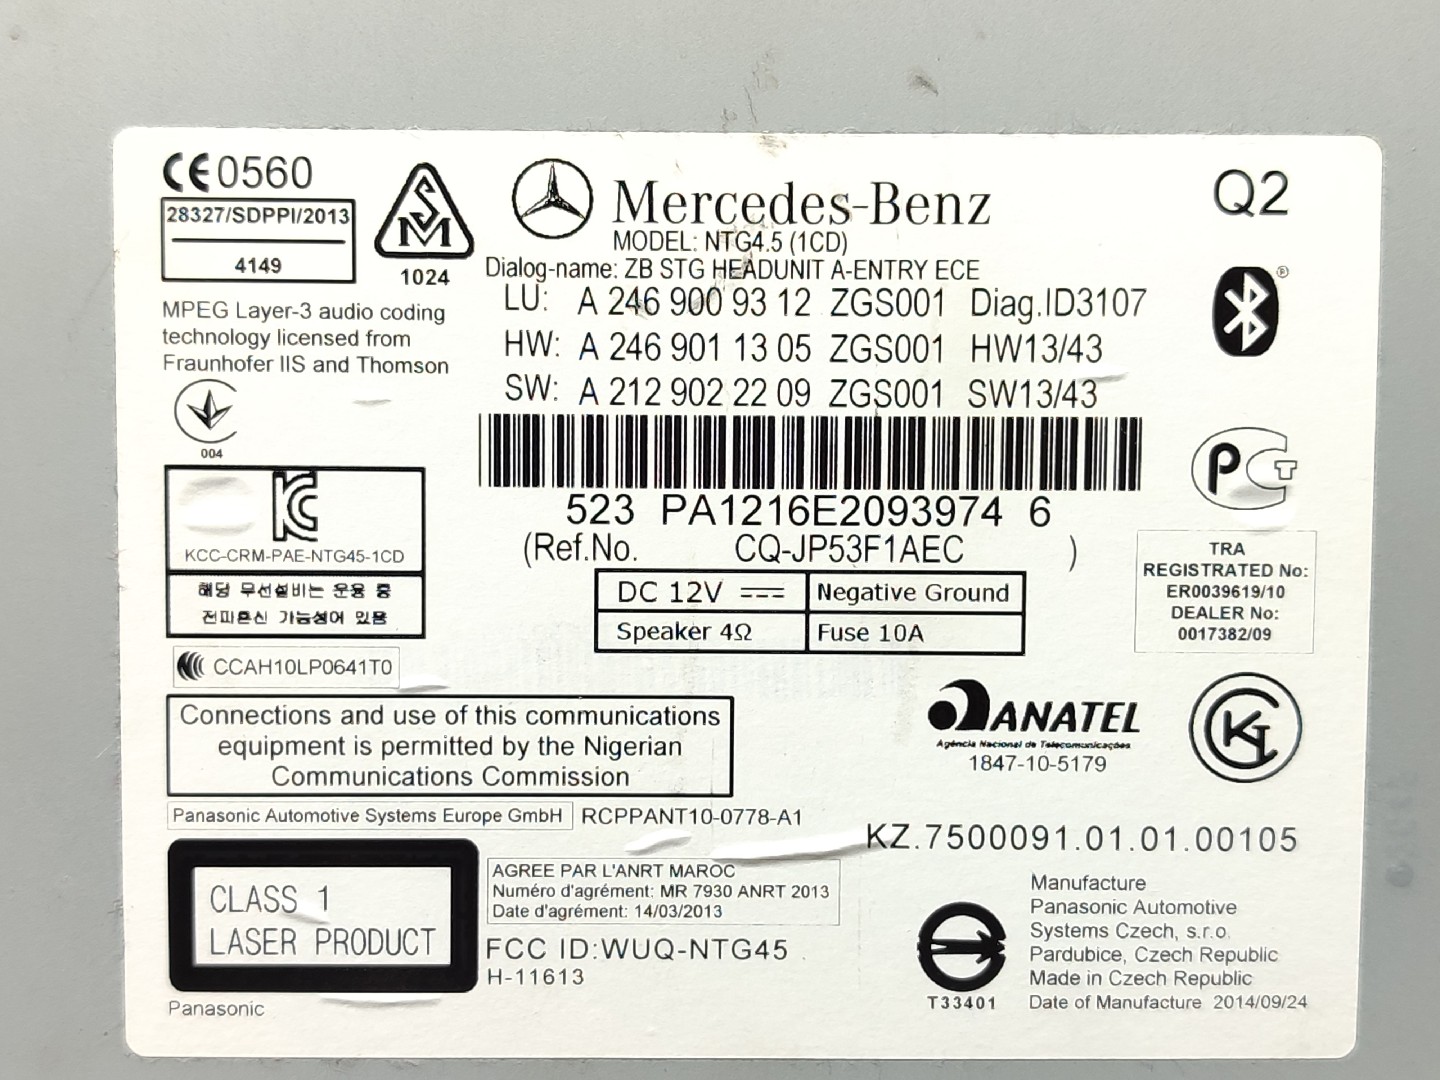 CE0560
28327/SDPPI/2013
4149
SM
1024
Mercedes-Benz
MODEL: NTG4.5 (1CD)
Dialog-name: ZB STG HEADUNIT A-ENTRY ECE
Q2
LU: A 246 900 93 12 ZGS001 Diag.ID3107
HW: A 246 901 13 05 ZGS001 HW13/43
SW: A 212 902 22 09 ZGS001 SW13/43
®
MPEG Layer-3 audio coding
technology licensed from
Fraunhofer IIS and Thomson
004
523 PA1216E2093974 6
(Ref.No. CQ-JP53F1AEC )
KCC-CRM-PAE-NTG45-1CD
해당 무선설비는 운용 중
전파혼신 가능성이 있음
DC 12V Negative Ground
Speaker 4Ω Fuse 10A
PCT
TRA
REGISTRATED No:
ER0039619/10
DEALER No:
0017382/09
CCAH10LP0641T0
Connections and use of this communications
equipment is permitted by the Nigerian
Communications Commission
ANATEL
Agência Nacional de Telecomunicações
1847-10-5179
Panasonic Automotive Systems Europe GmbH RCPPANT10-0778-A1
KZ.7500091.01.01.00105
CLASS 1
LASER PRODUCT
Panasonic
AGREE PAR L'ANRT MAROC
Numéro d'agrément: MR 7930 ANRT 2013
Date d'agrément: 14/03/2013
FCC ID:WUQ-NTG45
H-11613
T33401
Manufacture
Panasonic Automotive
Systems Czech, s.r.o.
Pardubice, Czech Republic
Made in Czech Republic
Date of Manufacture 2014/09/24